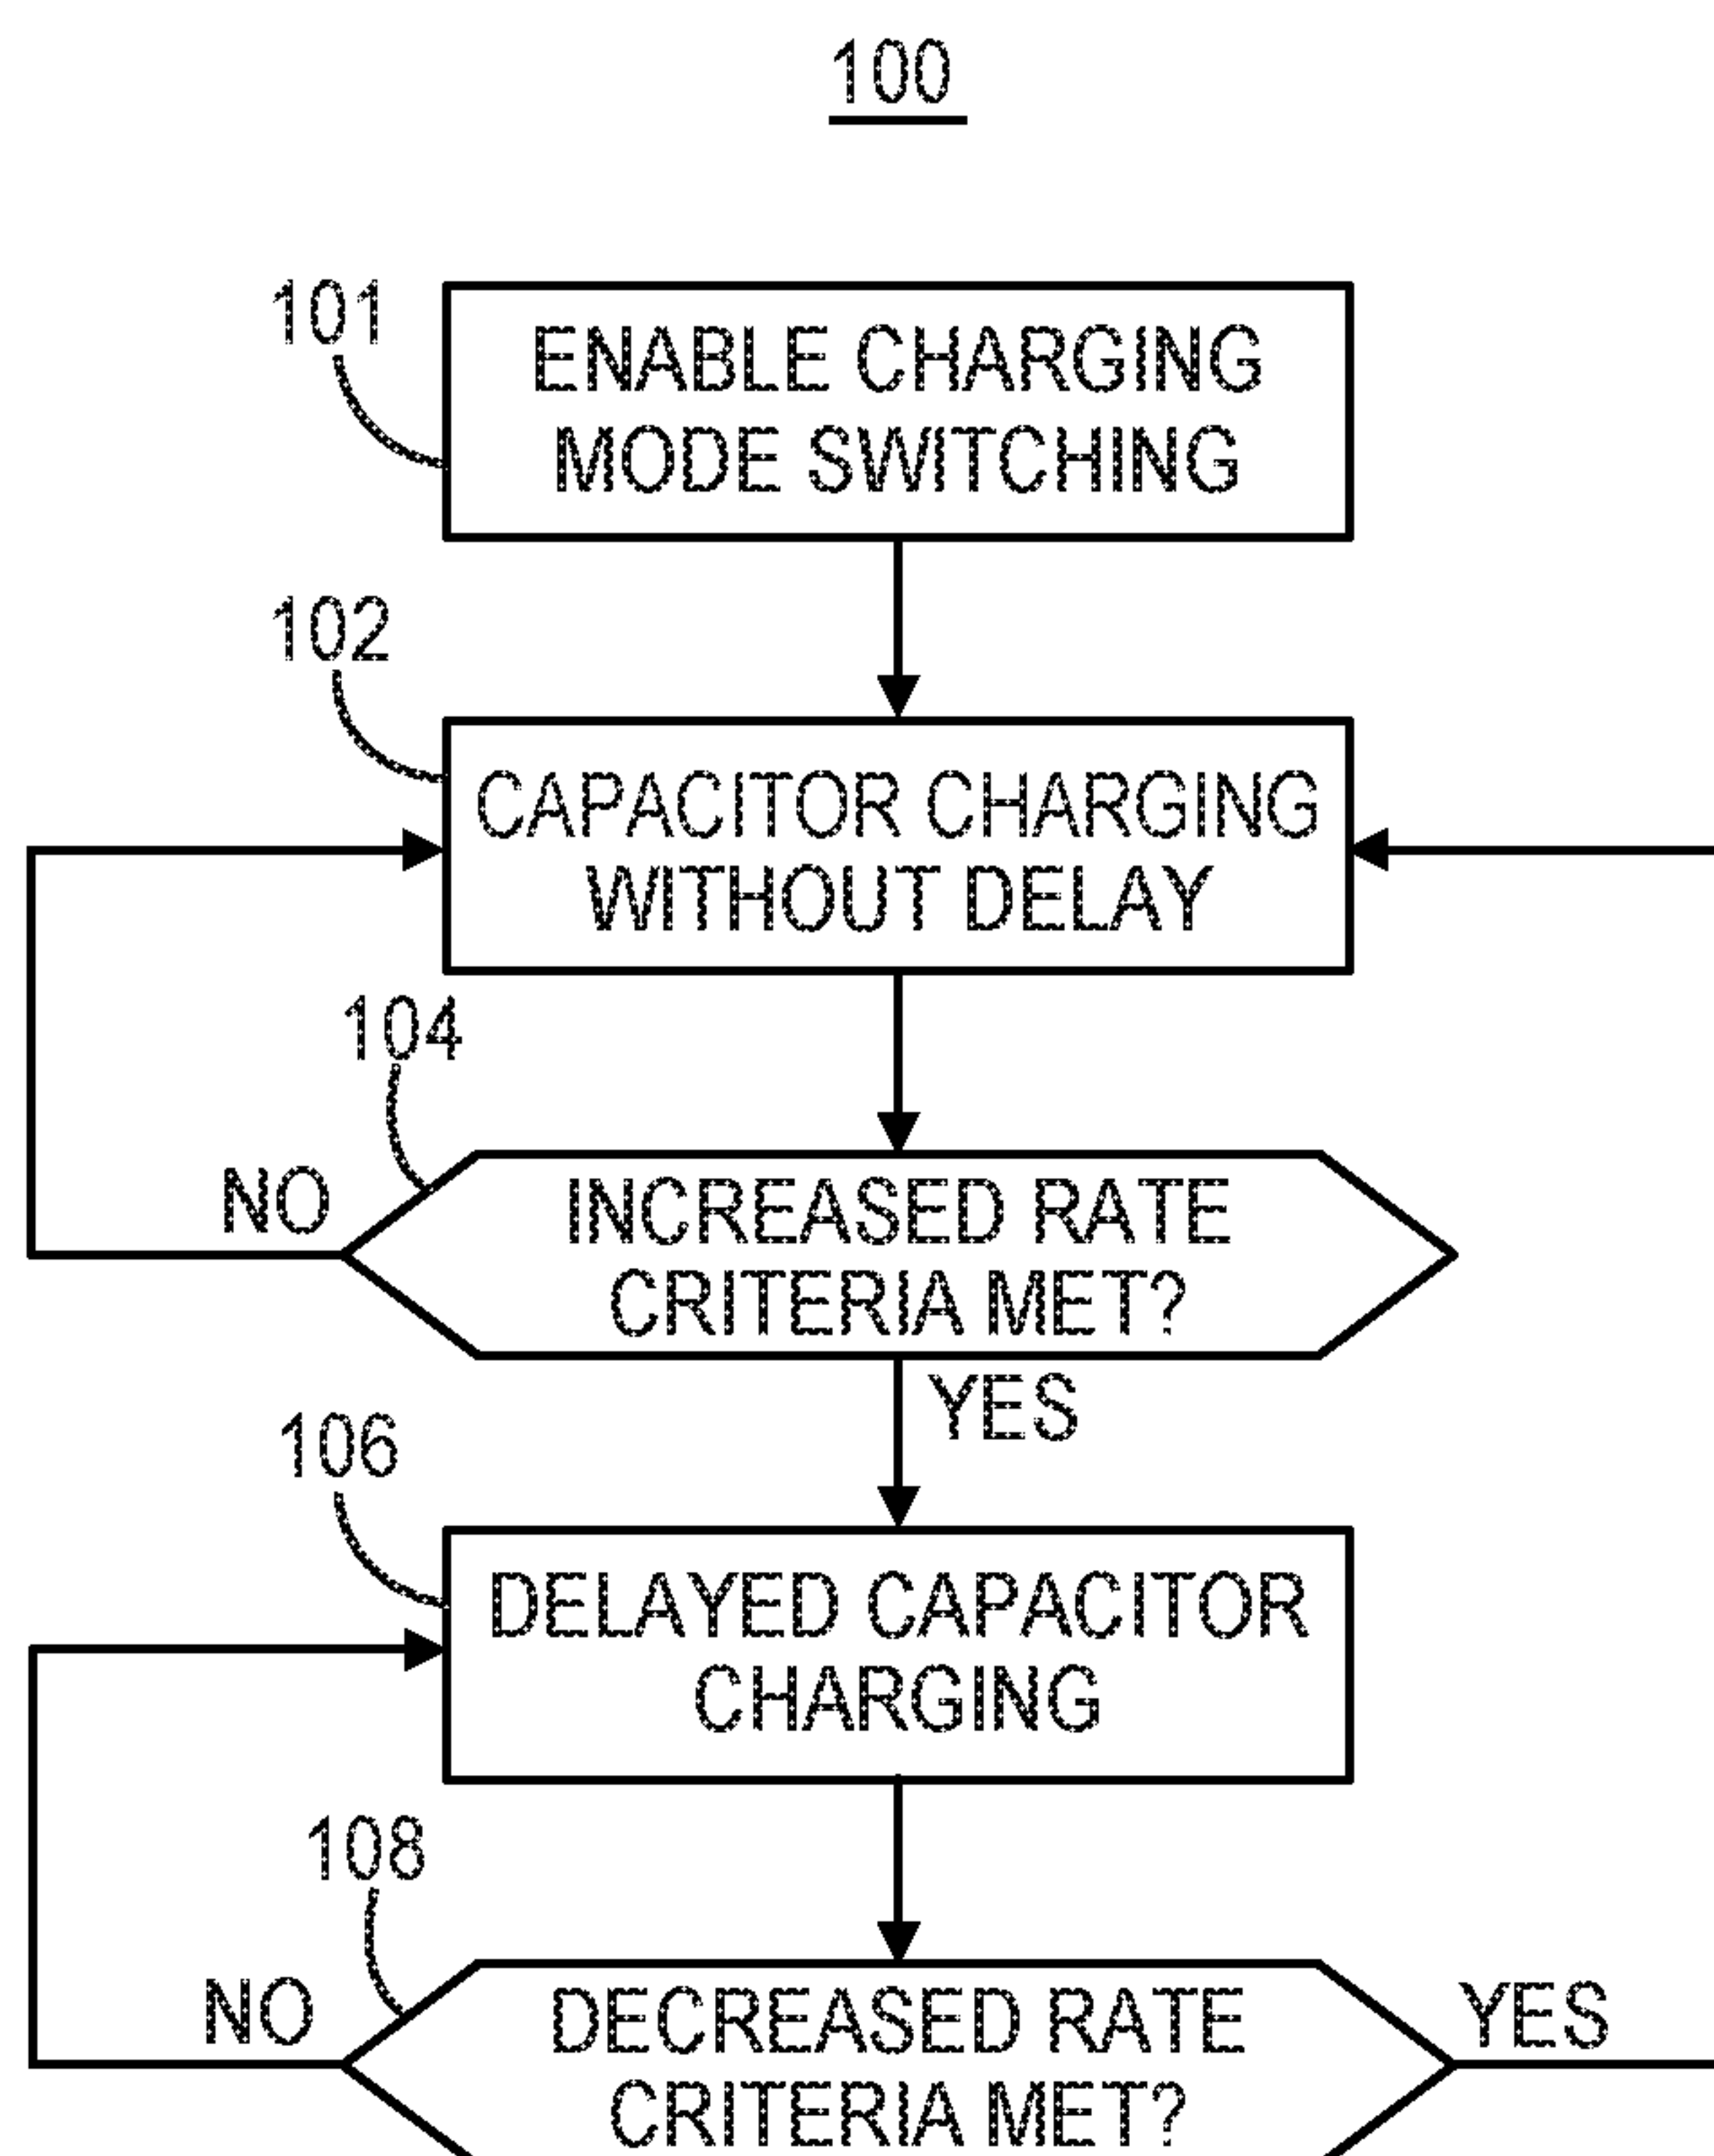 100
101
ENABLE CHARGING
MODE SWITCHING
102
CAPACITOR CHARGING
WITHOUT DELAY
104
NO
INCREASED RATE
CRITERIA MET?
YES
106
DELAYED CAPACITOR
CHARGING
108
NO
DECREASED RATE
CRITERIA MET?
YES